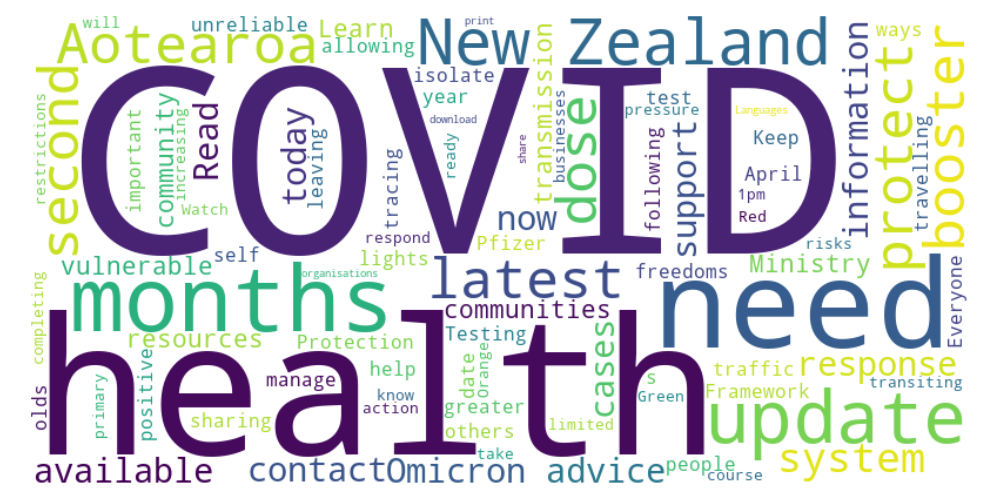 COVID
health
need
months
New Zealand
Aotearoa
update
latest
second
protect
booster
dose
system
response
information
support
Read
today
now
available
contact
Omicron
advice
cases
community
communities
vulnerable
resources
Ministry
Learn
unreliable
allowing
will
print
restrictions
important
increasing
Watch
leaving
isolate
year
download
ready
share
tracing
respond
lights
Pfizer
transmission
businesses
test
pressure
Languages
Keep
April
1pm
Red
following
ways
travelling
risks
freedoms
Everyone
self
organisations
completing
Protection
Testing
manage
help
know
action
date
Orange
greater
others
take
limited
s
Green
traffic
Framework
transiting
people
course
olds
primary
positive
sharing